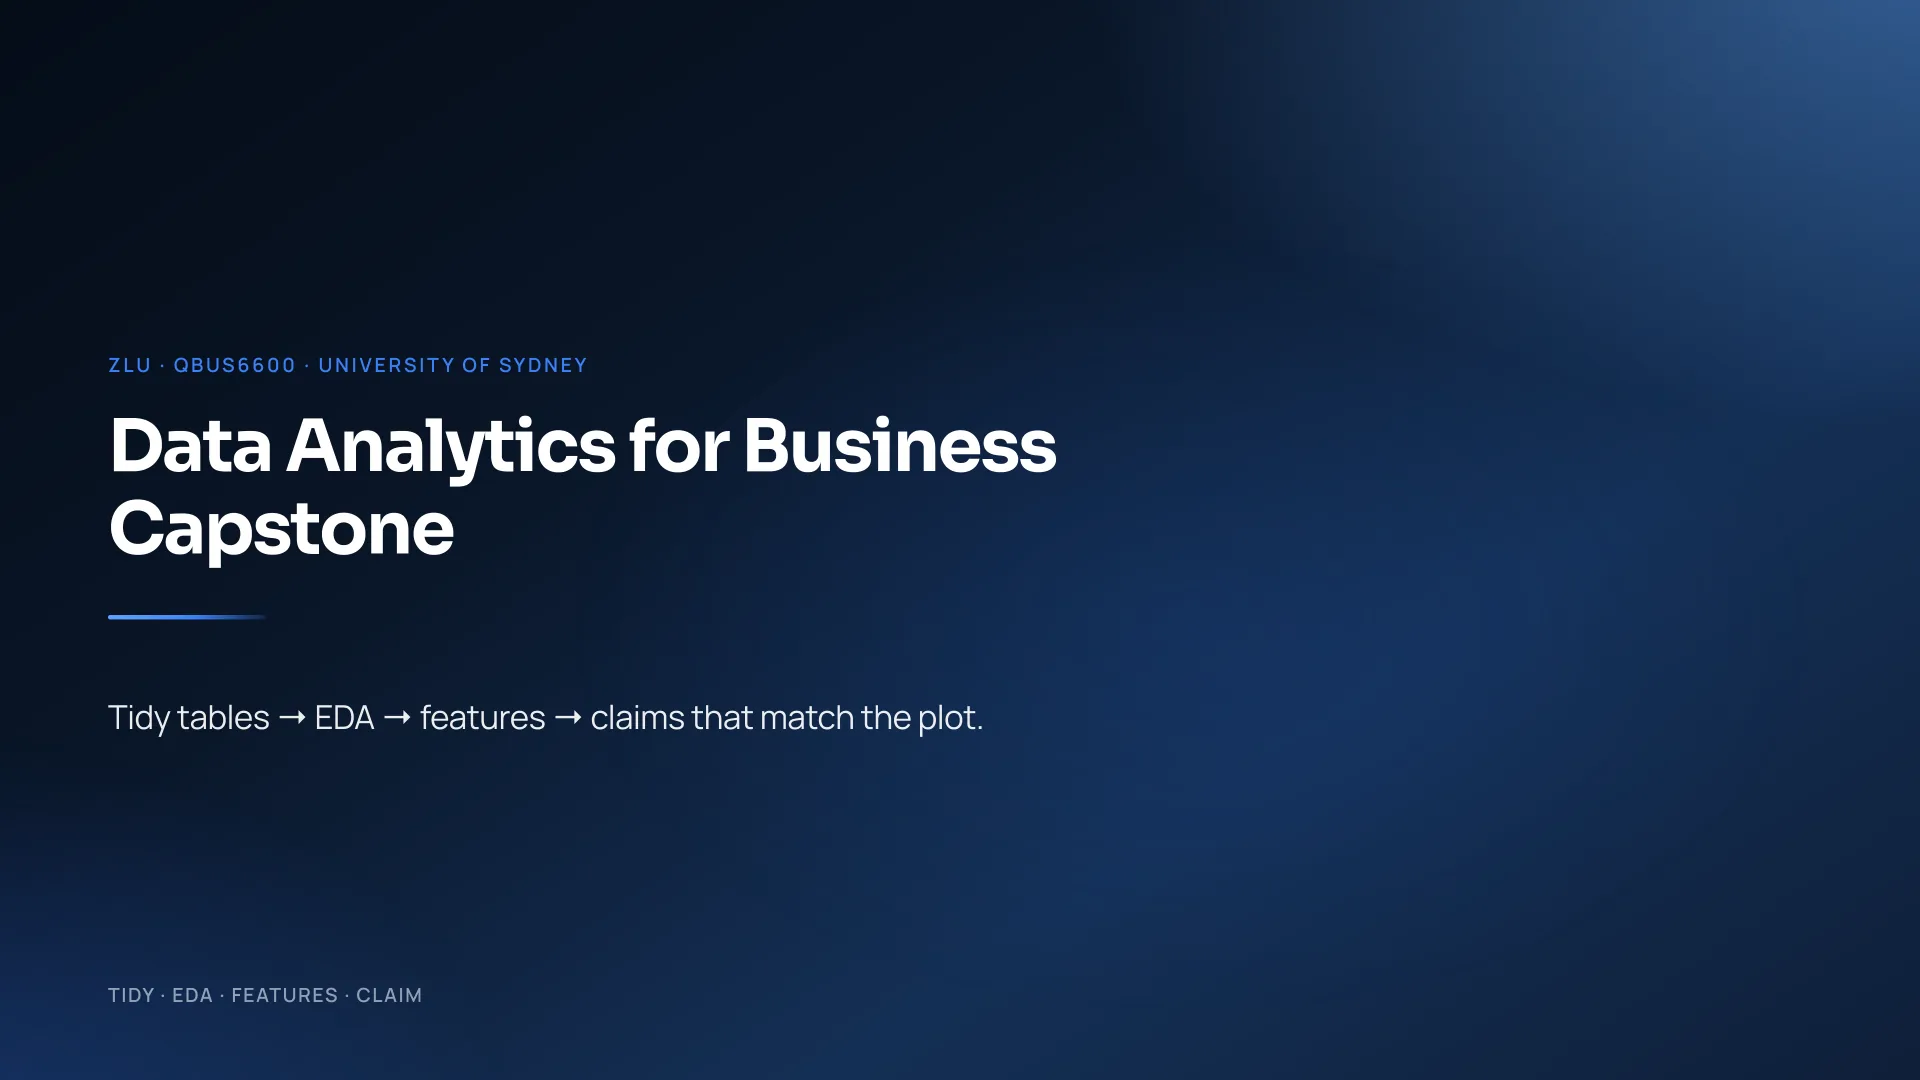 ZLU · QBUS6600 · UNIVERSITY OF SYDNEY
Data Analytics for Business
Capstone
Tidy tables → EDA → features → claims that match the plot.
TIDY · EDA · FEATURES · CLAIM